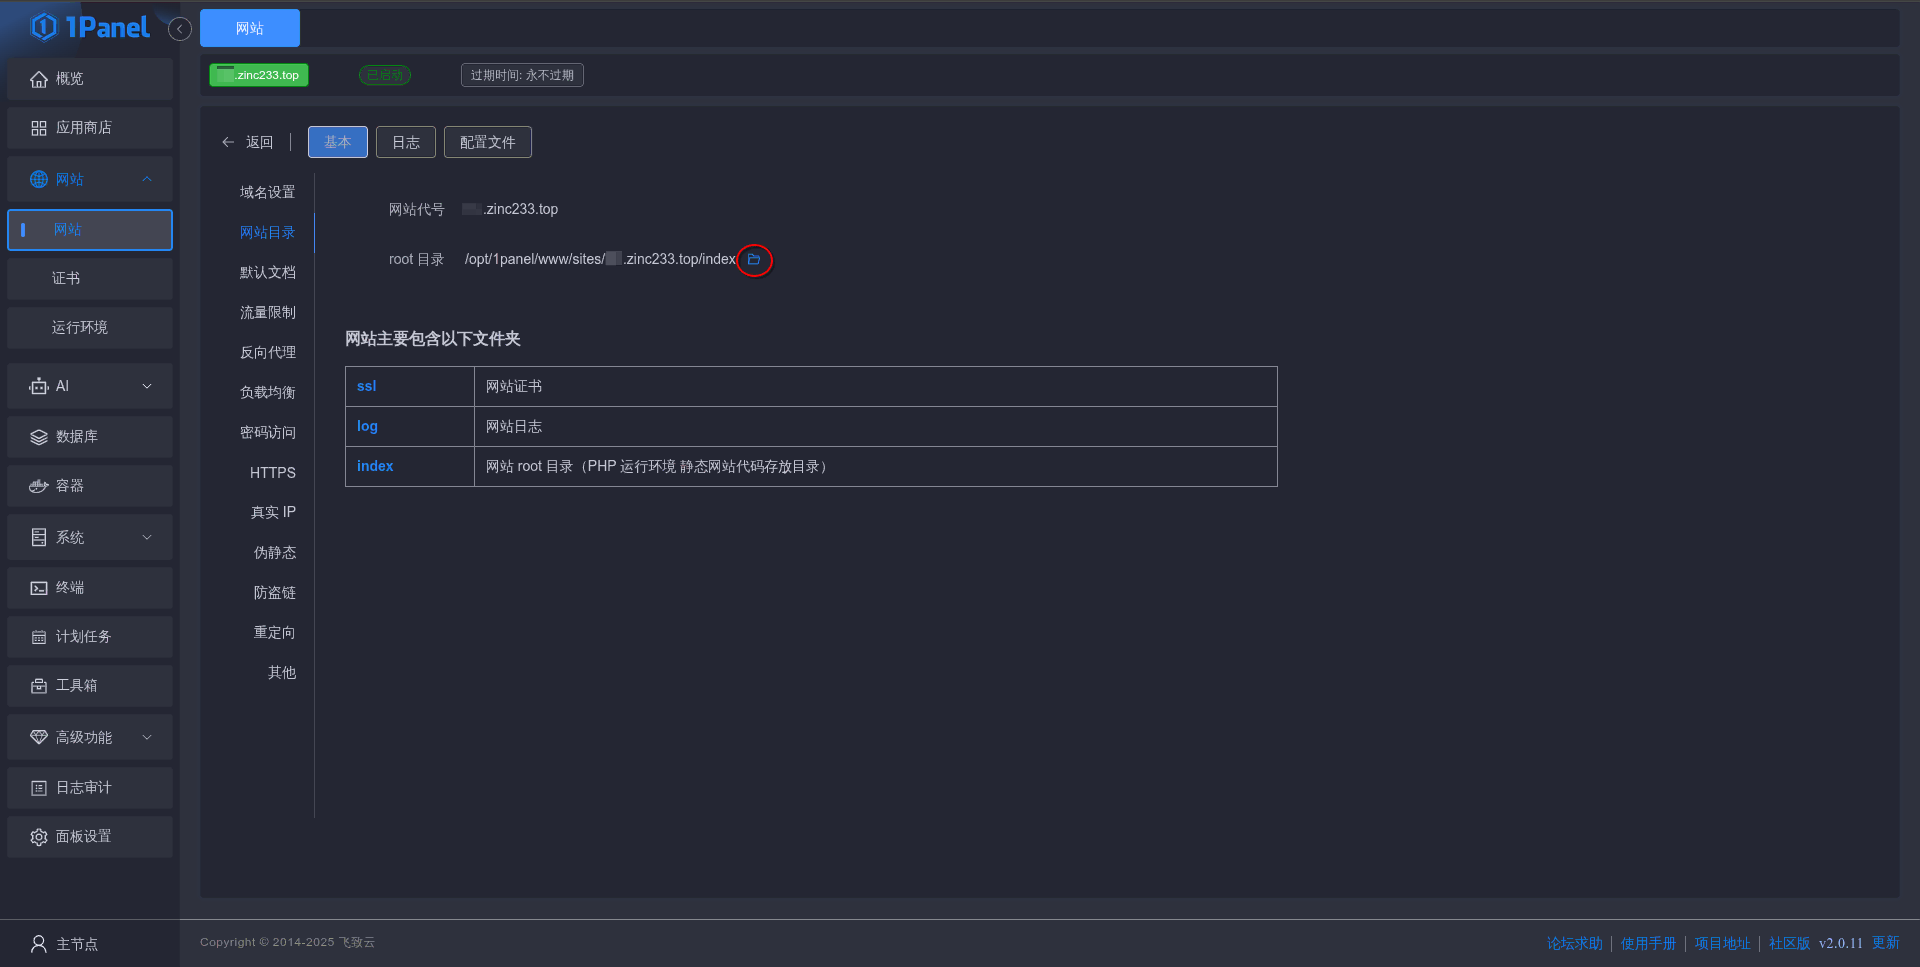 1Panel
概览
应用商店
网站
网站
证书
运行环境
AI
数据库
容器
系统
终端
计划任务
工具箱
高级功能
日志审计
面板设置
主节点
网站
.zinc233.top
已启动
过期时间: 永不过期
返回
基本
日志
配置文件
域名设置
网站目录
默认文档
流量限制
反向代理
负载均衡
密码访问
HTTPS
真实 IP
伪静态
防盗链
重定向
其他
网站代号 .zinc233.top
root 目录 /opt/1panel/www/sites/ .zinc233.top/index
网站主要包含以下文件夹
ssl 网站证书
log 网站日志
index 网站 root 目录（PHP 运行环境 静态网站代码存放目录）
Copyright © 2014-2025 飞致云
论坛求助 | 使用手册 | 项目地址 | 社区版 v2.0.11 更新